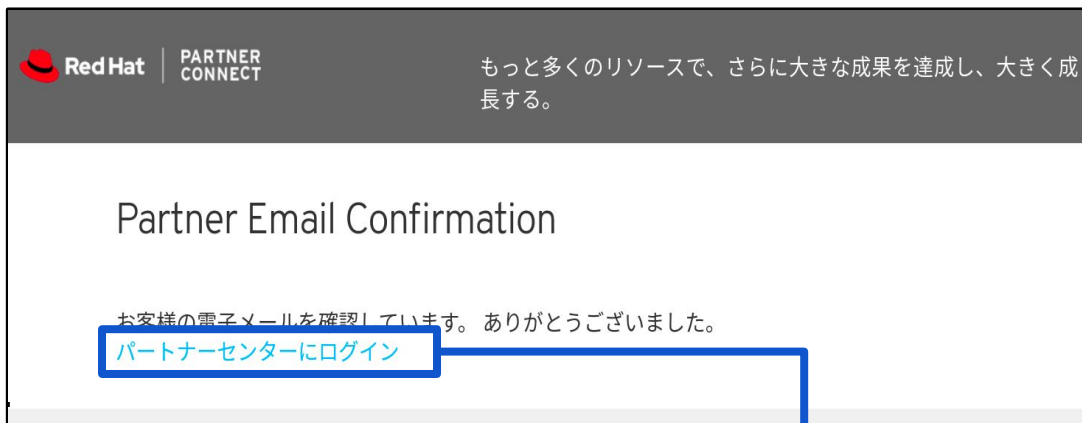 Red Hat
PARTNER
CONNECT
もっと多くのリソースで、さらに大きな成果を達成し、大きく成
長する。
Partner Email Confirmation
お客様の電子メールを確認しています。 ありがとうございました。
パートナーセンターにログイン